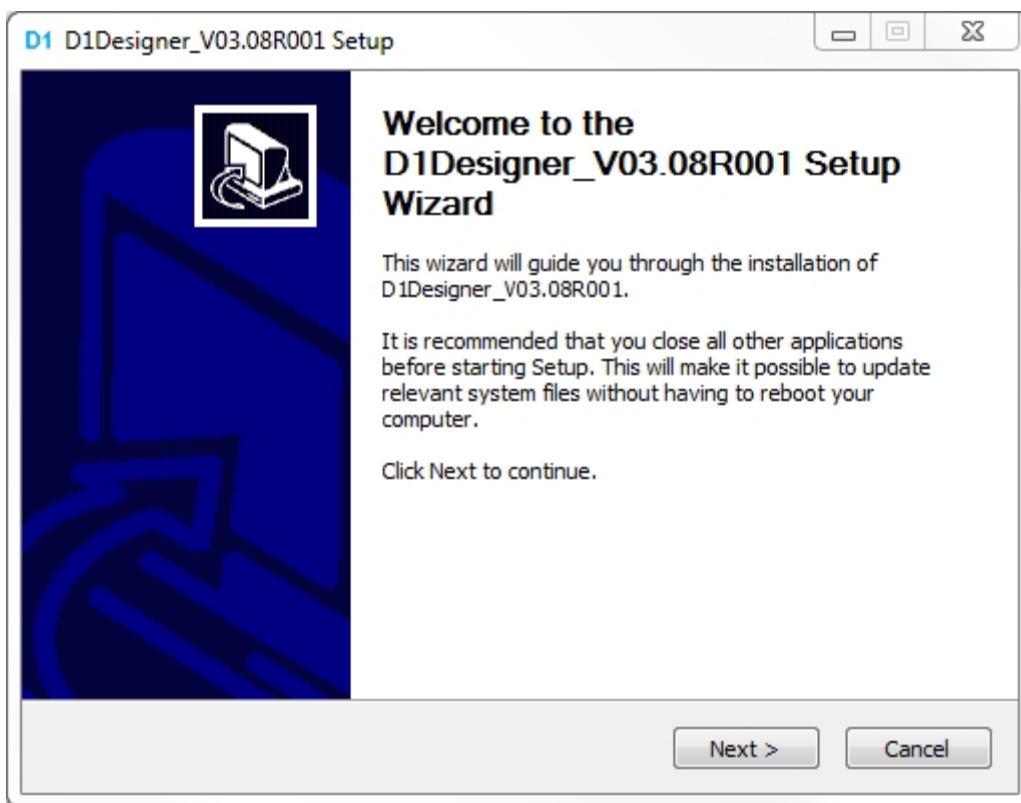 D1 D1Designer_V03.08R001 Setup
Welcome to the
D1Designer_V03.08R001 Setup
Wizard
This wizard will guide you through the installation of
D1Designer_V03.08R001.
It is recommended that you close all other applications
before starting Setup. This will make it possible to update
relevant system files without having to reboot your
computer.
Click Next to continue.
Next >
Cancel